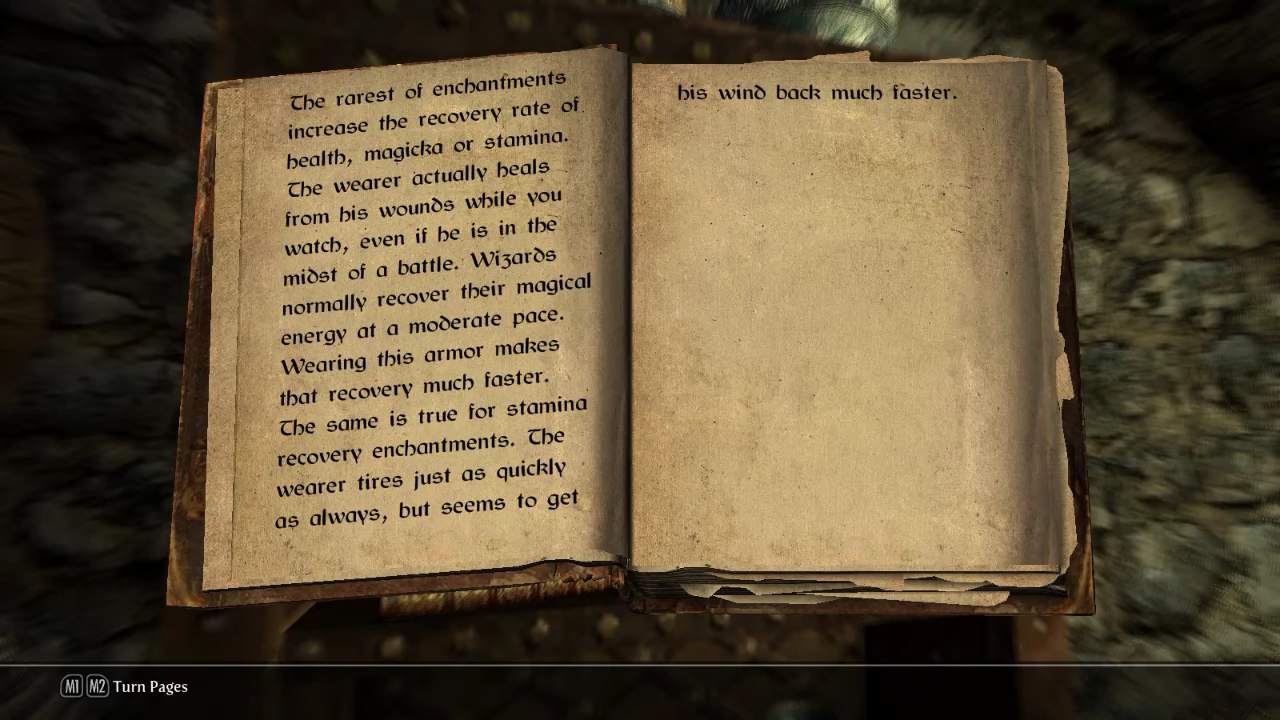 The rarest of enchantments
increase the recovery rate of
health, magicka or stamina.
The wearer actually heals
from his wounds while you
watch, even if he is in the
midst of a battle. Wizards
normally recover their magical
energy at a moderate pace.
Wearing this armor makes
that recovery much faster.
The same is true for stamina
recovery enchantments. The
wearer tires just as quickly
as always, but seems to get
his wind back much faster.
M1 M2 Turn Pages